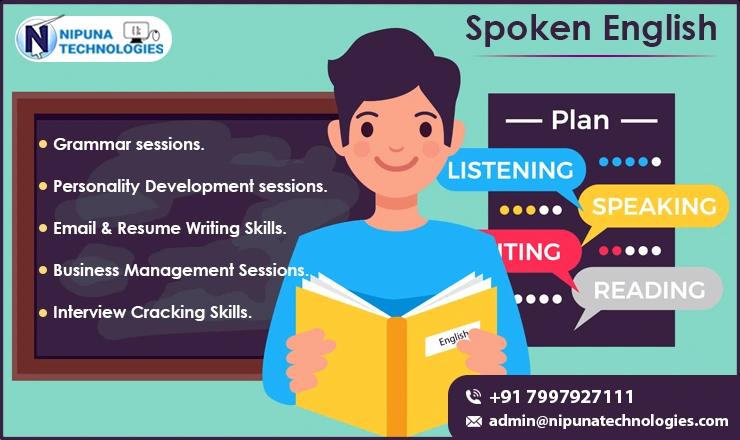 NIPUNA
TECHNOLOGIES
Spoken English
Grammar sessions.
Personality Development sessions.
Email & Resume Writing Skills.
Business Management Sessions.
Interview Cracking Skills.
Plan
LISTENING
SPEAKING
ITING
READING
English
+91 7997927111
admin@nipunatechnologies.com